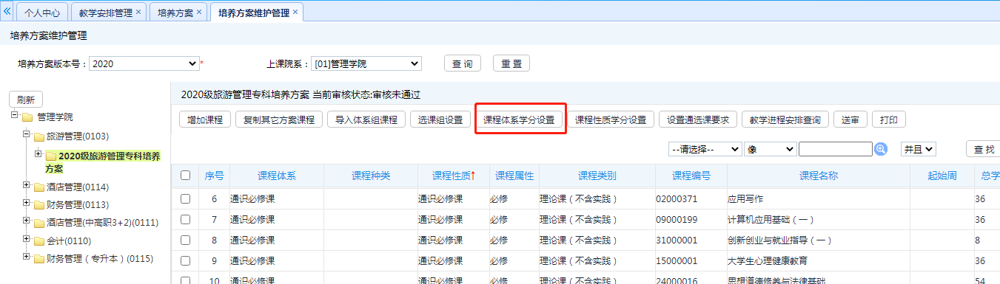 个人中心 教学安排管理 × 培养方案 × 培养方案维护管理 ×
培养方案维护管理
培养方案版本号：2020 * 上课院系：[01]管理学院 查 询 重 置
刷新
管理学院
旅游管理(0103)
2020级旅游管理专科培养
方案
酒店管理(0114)
财务管理(0113)
酒店管理(中高职3+2)(0111)
会计(0110)
财务管理（专升本）(0115)
2020级旅游管理专科培养方案 当前审核状态:审核未通过
增加课程 复制其它方案课程 导入体系组课程 选课组设置 课程体系学分设置 课程性质学分设置 设置通选课要求 教学进程安排查询 送审 打印
--请选择-- 像 并且 查 找
序号 课程体系 课程种类 课程性质↑ 课程属性 课程类别 课程编号 课程名称 起始周 总学
6 通识必修课 通识必修课 必修 理论课（不含实践） 02000371 应用写作 36
7 通识必修课 通识必修课 必修 理论课（不含实践） 09000199 计算机应用基础（一） 36
8 通识必修课 通识必修课 必修 理论课（不含实践） 31000001 创新创业与就业指导（一） 8
9 通识必修课 通识必修课 必修 理论课（不含实践） 15000001 大学生心理健康教育 36
10 通识必修课 通识必修课 必修 理论课（不含实践） 24000016 思想道德修养与法律基础 54